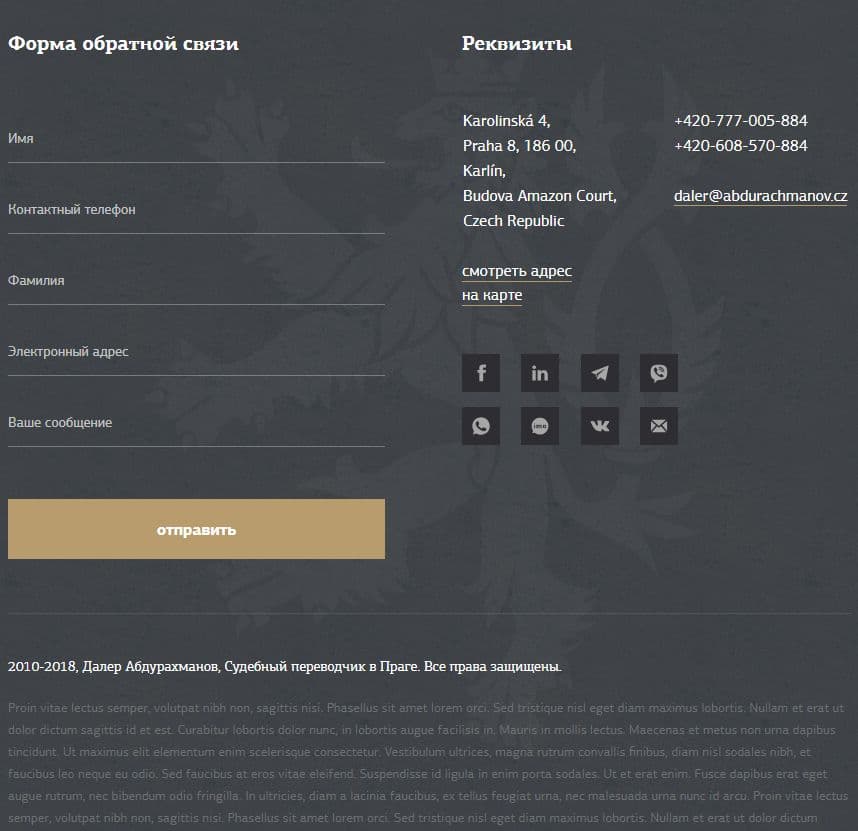 Форма обратной связи
Имя
Контактный телефон
Фамилия
Электронный адрес
Ваше сообщение
отправить
Реквизиты
Karolinská 4,
Praha 8, 186 00,
Karlín,
Budova Amazon Court,
Czech Republic
+420-777-005-884
+420-608-570-884
daler@abdurachmanov.cz
смотреть адрес
на карте
f
in
imo
2010-2018, Далер Абдурахманов, Судебный переводчик в Праге. Все права защищены.
Proin vitae lectus semper, volutpat nibh non, sagittis nisi. Phasellus sit amet lorem orci. Sed tristique nisl eget diam maximus lobortis. Nullam et erat ut
dolor dictum sagittis id et est. Curabitur lobortis dolor nunc, in lobortis augue facilisis in. Mauris in mollis lectus. Maecenas et metus non urna dapibus
tincidunt. Ut maximus elit elementum enim scelerisque consectetur. Vestibulum ultrices, magna rutrum convallis finibus, diam nisl sodales nibh, et
faucibus leo neque eu odio. Sed faucibus at eros vitae eleifend. Suspendisse id ligula in enim porta sodales. Ut et erat enim. Fusce dapibus erat eget
augue rutrum, nec bibendum odio fringilla. In ultricies, diam a lacinia faucibus, ex tellus feugiat urna, nec malesuada urna nunc id arcu. Proin vitae lectus
semper, volutpat nibh non, sagittis nisi. Phasellus sit amet lorem orci. Sed tristique nisl eget diam maximus lobortis. Nullam et erat ut dolor dictum